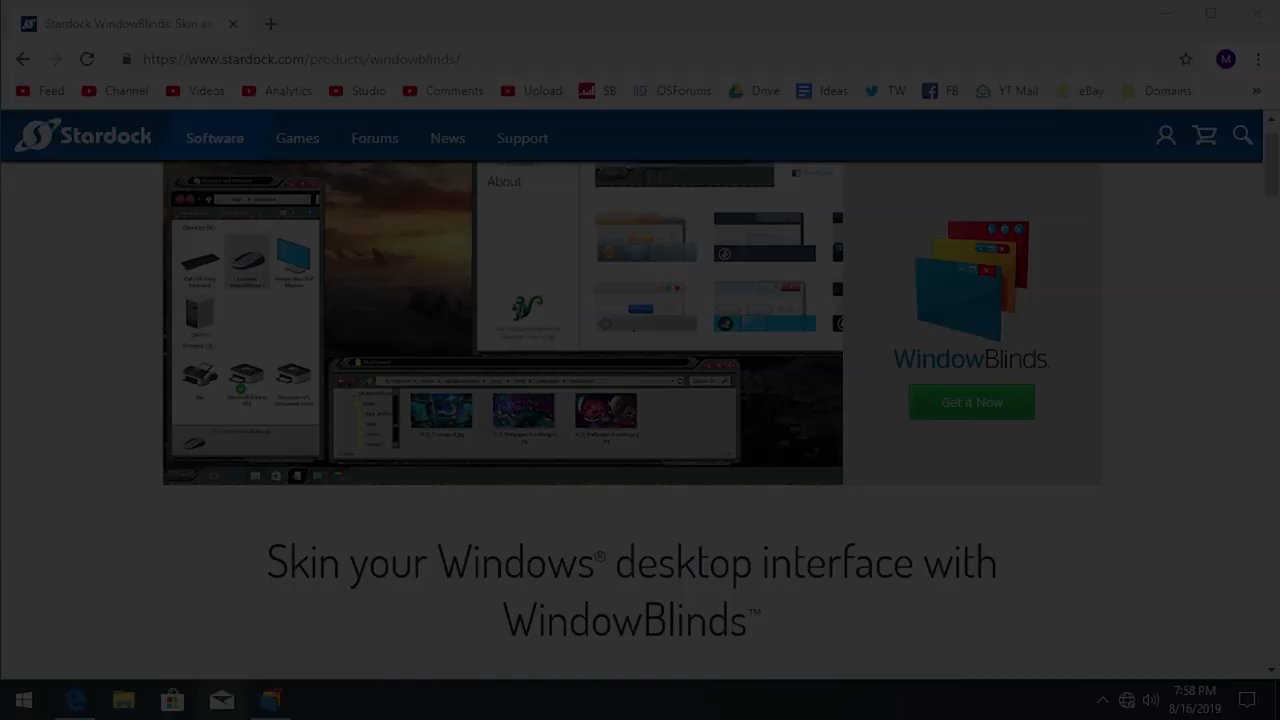 Stardock WindowBlinds: Skin an
https://www.stardock.com/products/windowblinds/
M
Feed Channel Videos Analytics Studio Comments Upload SB OSForums Drive Ideas TW FB YT Mail eBay Domains »
Stardock Software Games Forums News Support
About
WindowBlinds
Get it Now
Skin your Windows® desktop interface with
WindowBlinds™
7:58 PM
8/16/2019